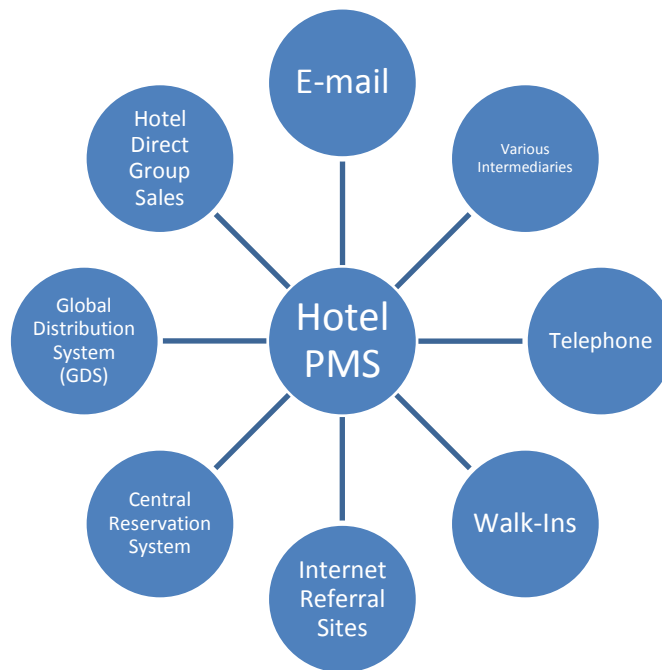 E-mail
Hotel
Direct
Group
Sales
Various
Intermediaries
Global
Distribution
System
(GDS)
Hotel
PMS
Telephone
Central
Reservation
System
Walk-Ins
Internet
Referral
Sites